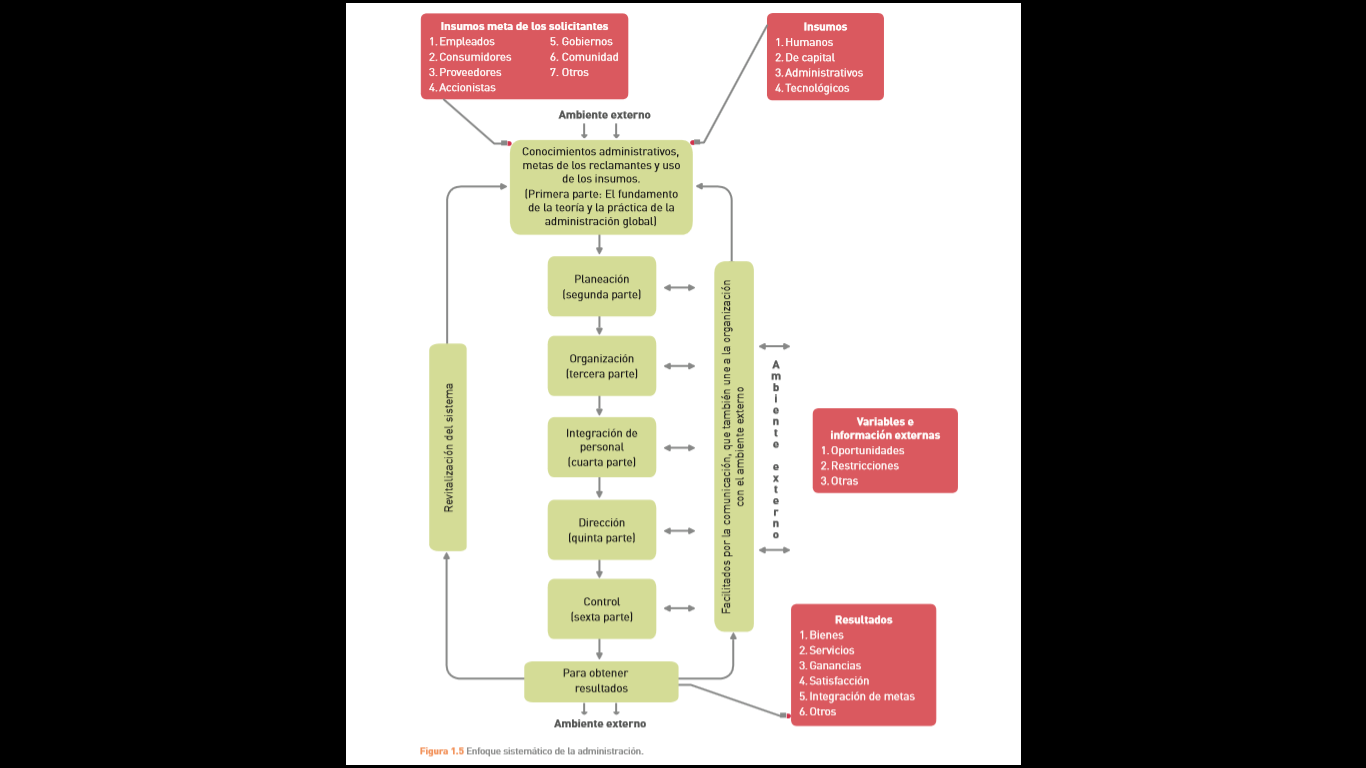 Insumos meta de los solicitantes
1. Empleados
2. Consumidores
3. Proveedores
4. Accionistas
5. Gobiernos
6. Comunidad
7. Otros
Insumos
1. Humanos
2. De capital
3. Administrativos
4. Tecnológicos
Ambiente externo
Conocimientos administrativos,
metas de los reclamantes y uso
de los insumos.
(Primera parte: El fundamento
de la teoría y la práctica de la
administración global)
Planeación
(segunda parte)
Organización
(tercera parte)
Integración de
personal
(cuarta parte)
Dirección
(quinta parte)
Control
(sexta parte)
Para obtener
resultados
Ambiente externo
Revitalización del sistema
Facilitados por la comunicación, que también une a la organización
con el ambiente externo
Ambiente externo
Variables e
información externas
1. Oportunidades
2. Restricciones
3. Otras
Resultados
1. Bienes
2. Servicios
3. Ganancias
4. Satisfacción
5. Integración de metas
6. Otros
Figura 1.5 Enfoque sistemático de la administración.